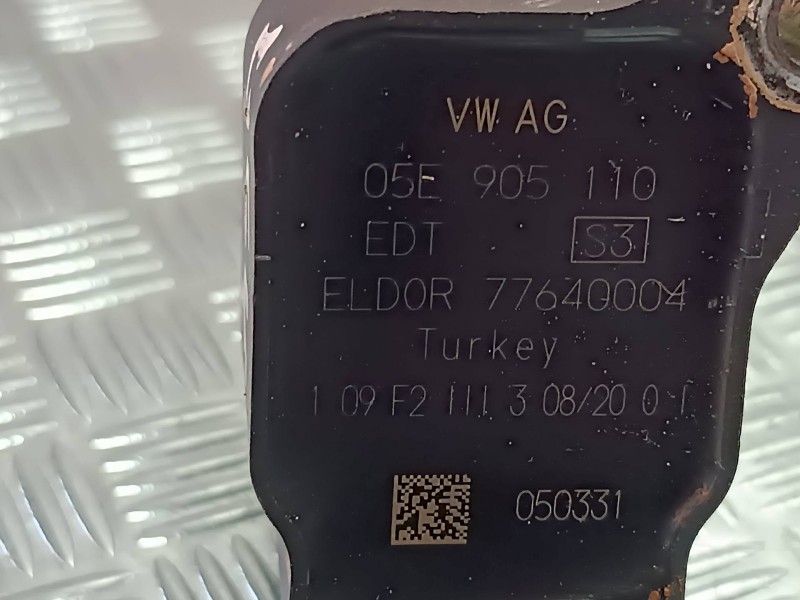 VW AG
05E 905 110
EDT S3
ELDOR 77640004
Turkey
1 09 F2 111 3 08/20 0 1
050331